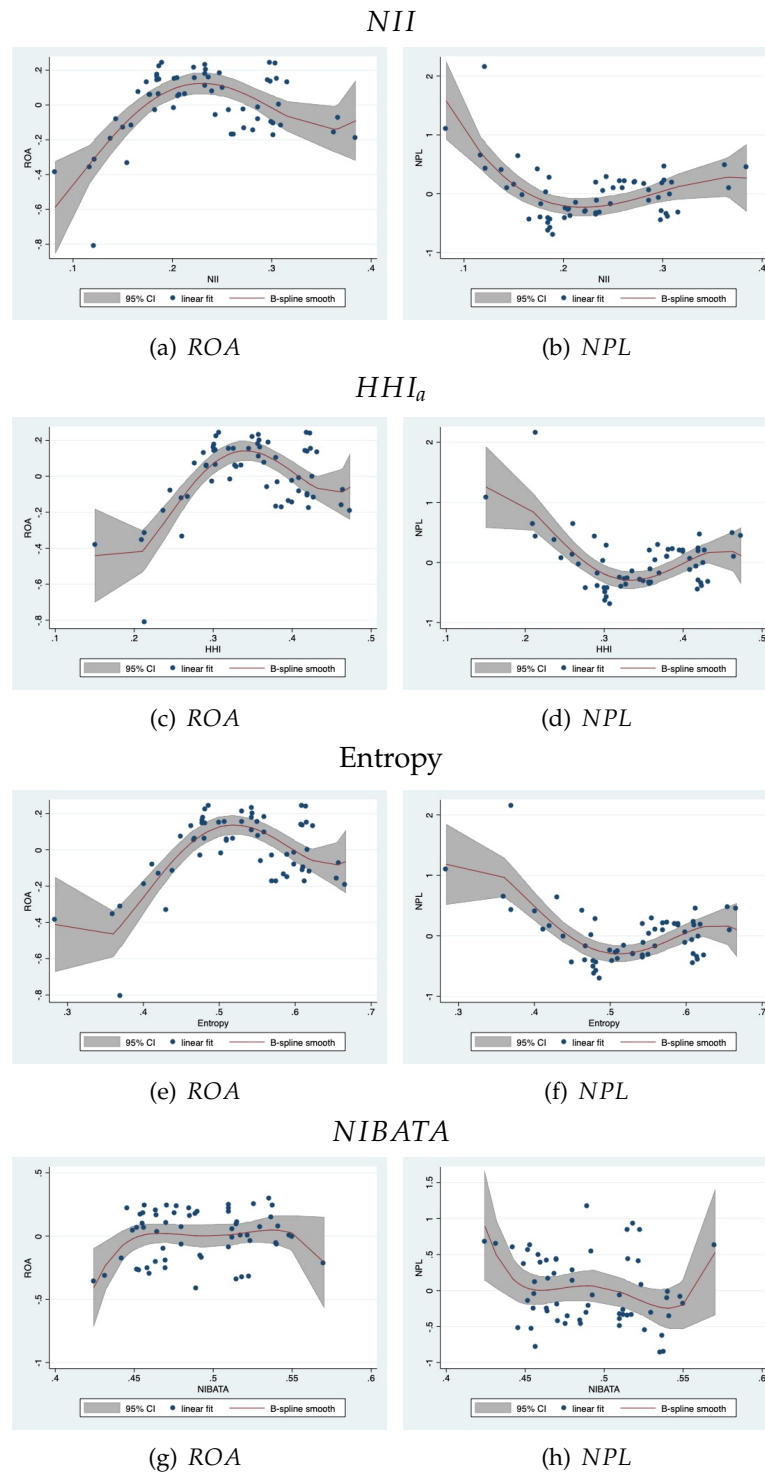 NII
.2
0
-.2
-.4
-.6
-.8
ROA
.1 .2 .3 .4
NII
95% CI linear fit B-spline smooth
2
1
0
-1
NPL
.1 .2 .3 .4
NII
95% CI linear fit B-spline smooth
(a) ROA (b) NPL
HHIa
.2
0
-.2
-.4
-.6
-.8
ROA
.1 .2 .3 .4 .5
HHI
95% CI linear fit B-spline smooth
2
1
0
-1
NPL
.1 .2 .3 .4 .5
HHI
95% CI linear fit B-spline smooth
(c) ROA (d) NPL
Entropy
.2
0
-.2
-.4
-.6
-.8
ROA
.3 .4 .5 .6 .7
Entropy
95% CI linear fit B-spline smooth
2
1
0
-1
NPL
.3 .4 .5 .6 .7
Entropy
95% CI linear fit B-spline smooth
(e) ROA (f) NPL
NIBATA
.5
0
-.5
-1
ROA
.4 .45 .5 .55 .6
NIBATA
95% CI linear fit B-spline smooth
1.5
1
.5
0
-.5
-1
NPL
.4 .45 .5 .55 .6
NIBATA
95% CI linear fit B-spline smooth
(g) ROA (h) NPL